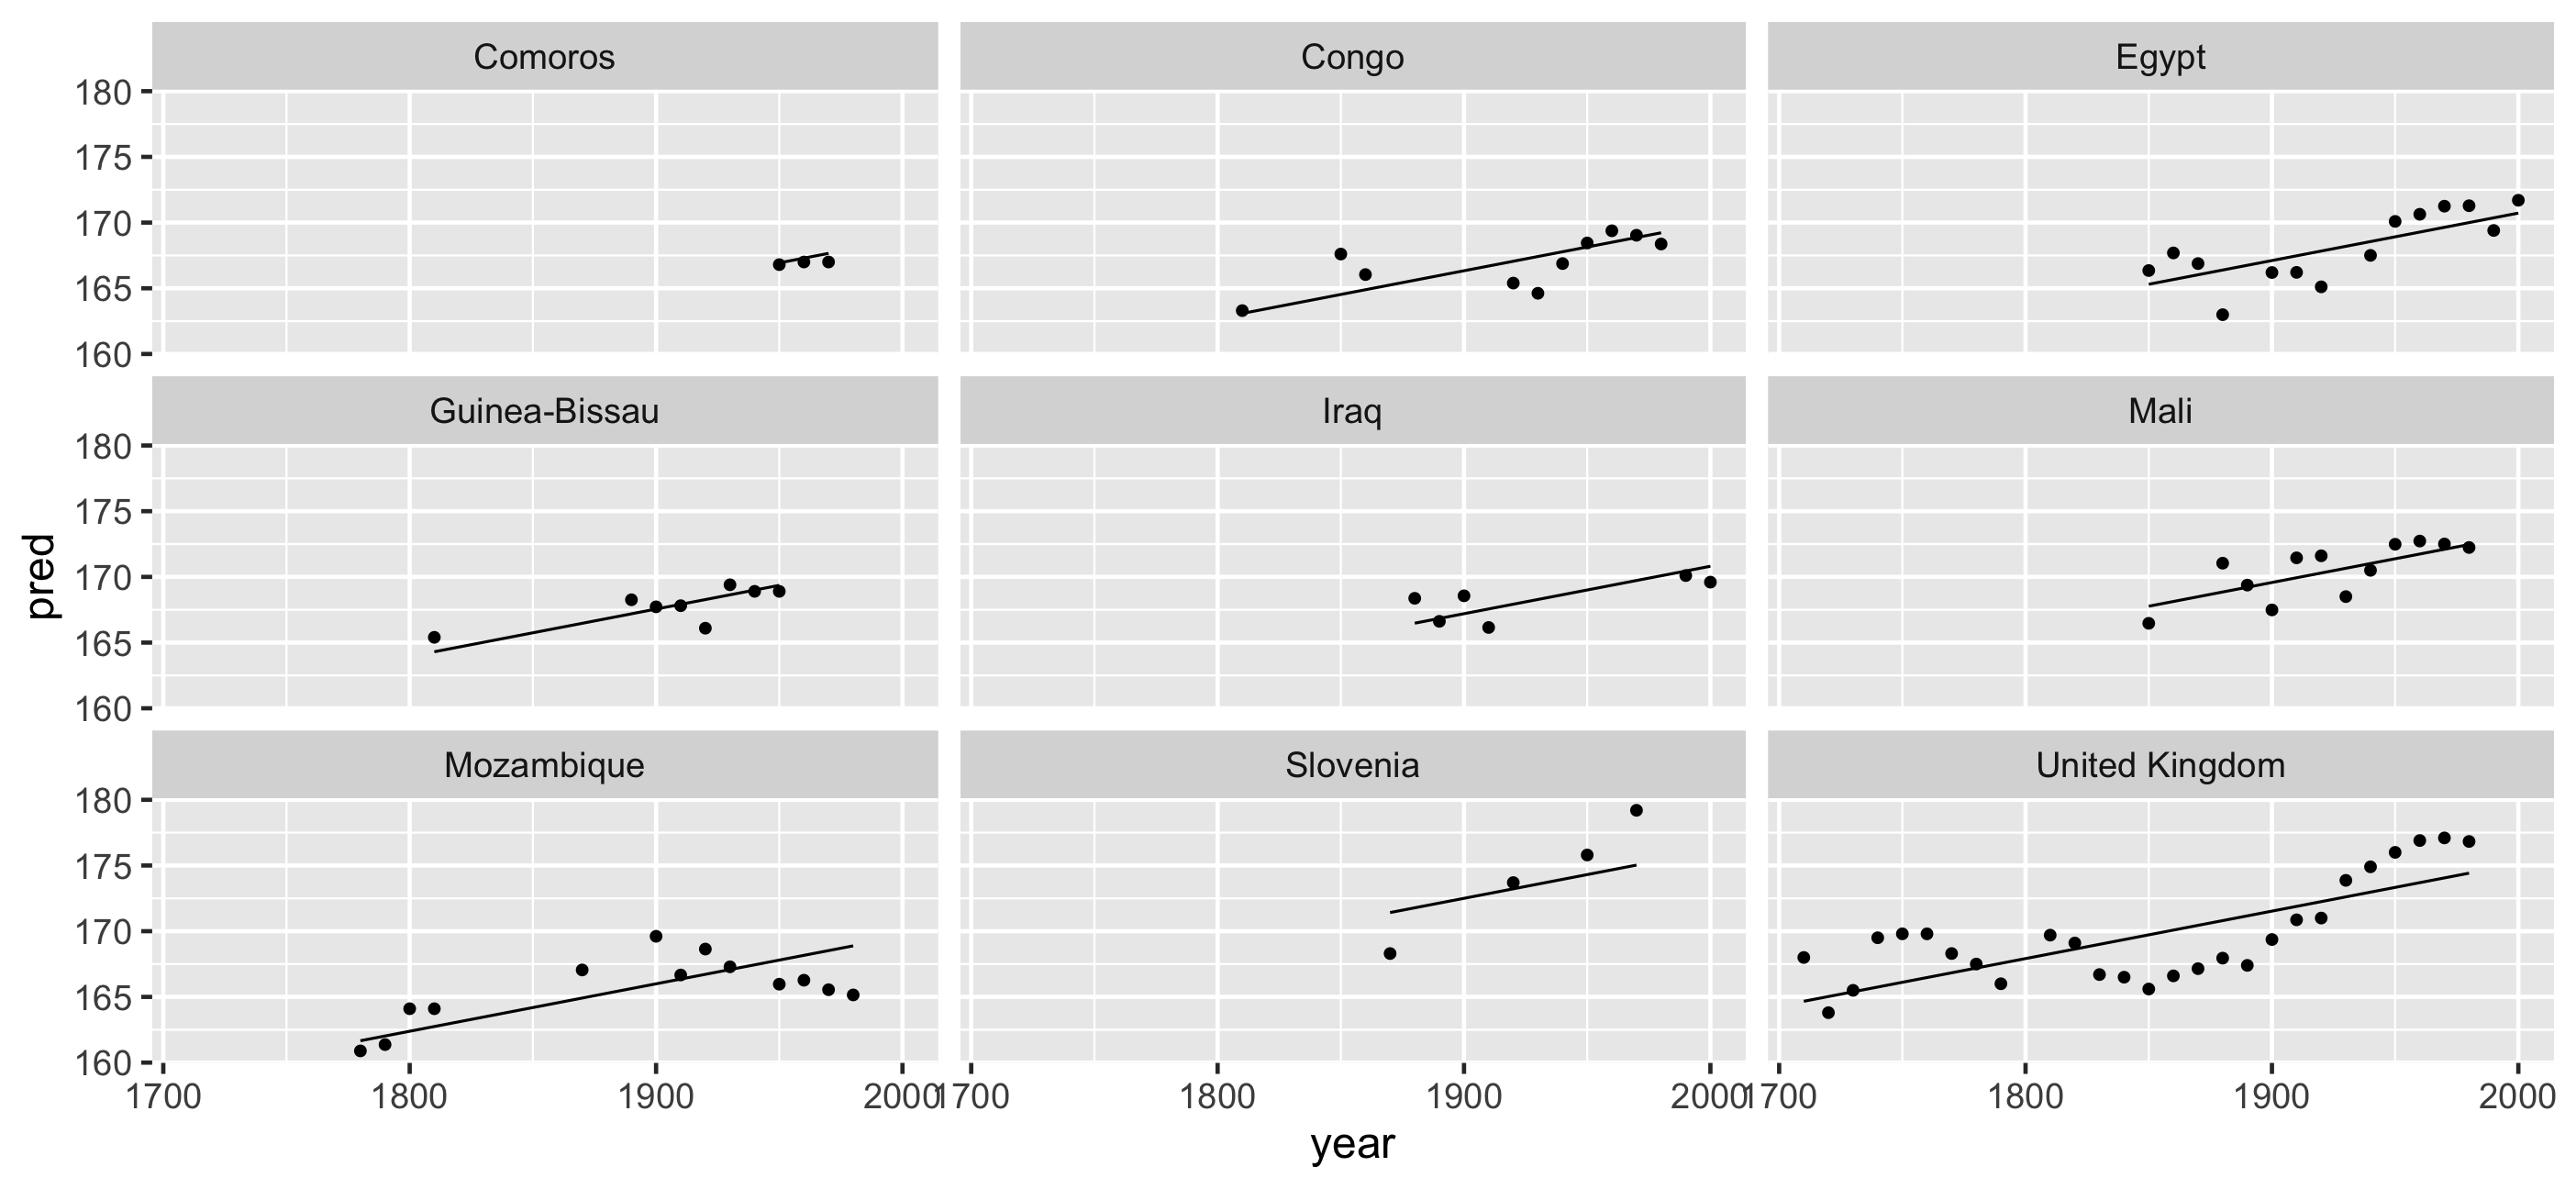 Comoros Congo Egypt
180
175
170
165
160
Guinea-Bissau Iraq Mali
180
175
170
165
160
pred
Mozambique Slovenia United Kingdom
180
175
170
165
160
1700 1800 1900 2000 1700 1800 1900 2000 1700 1800 1900 2000
year